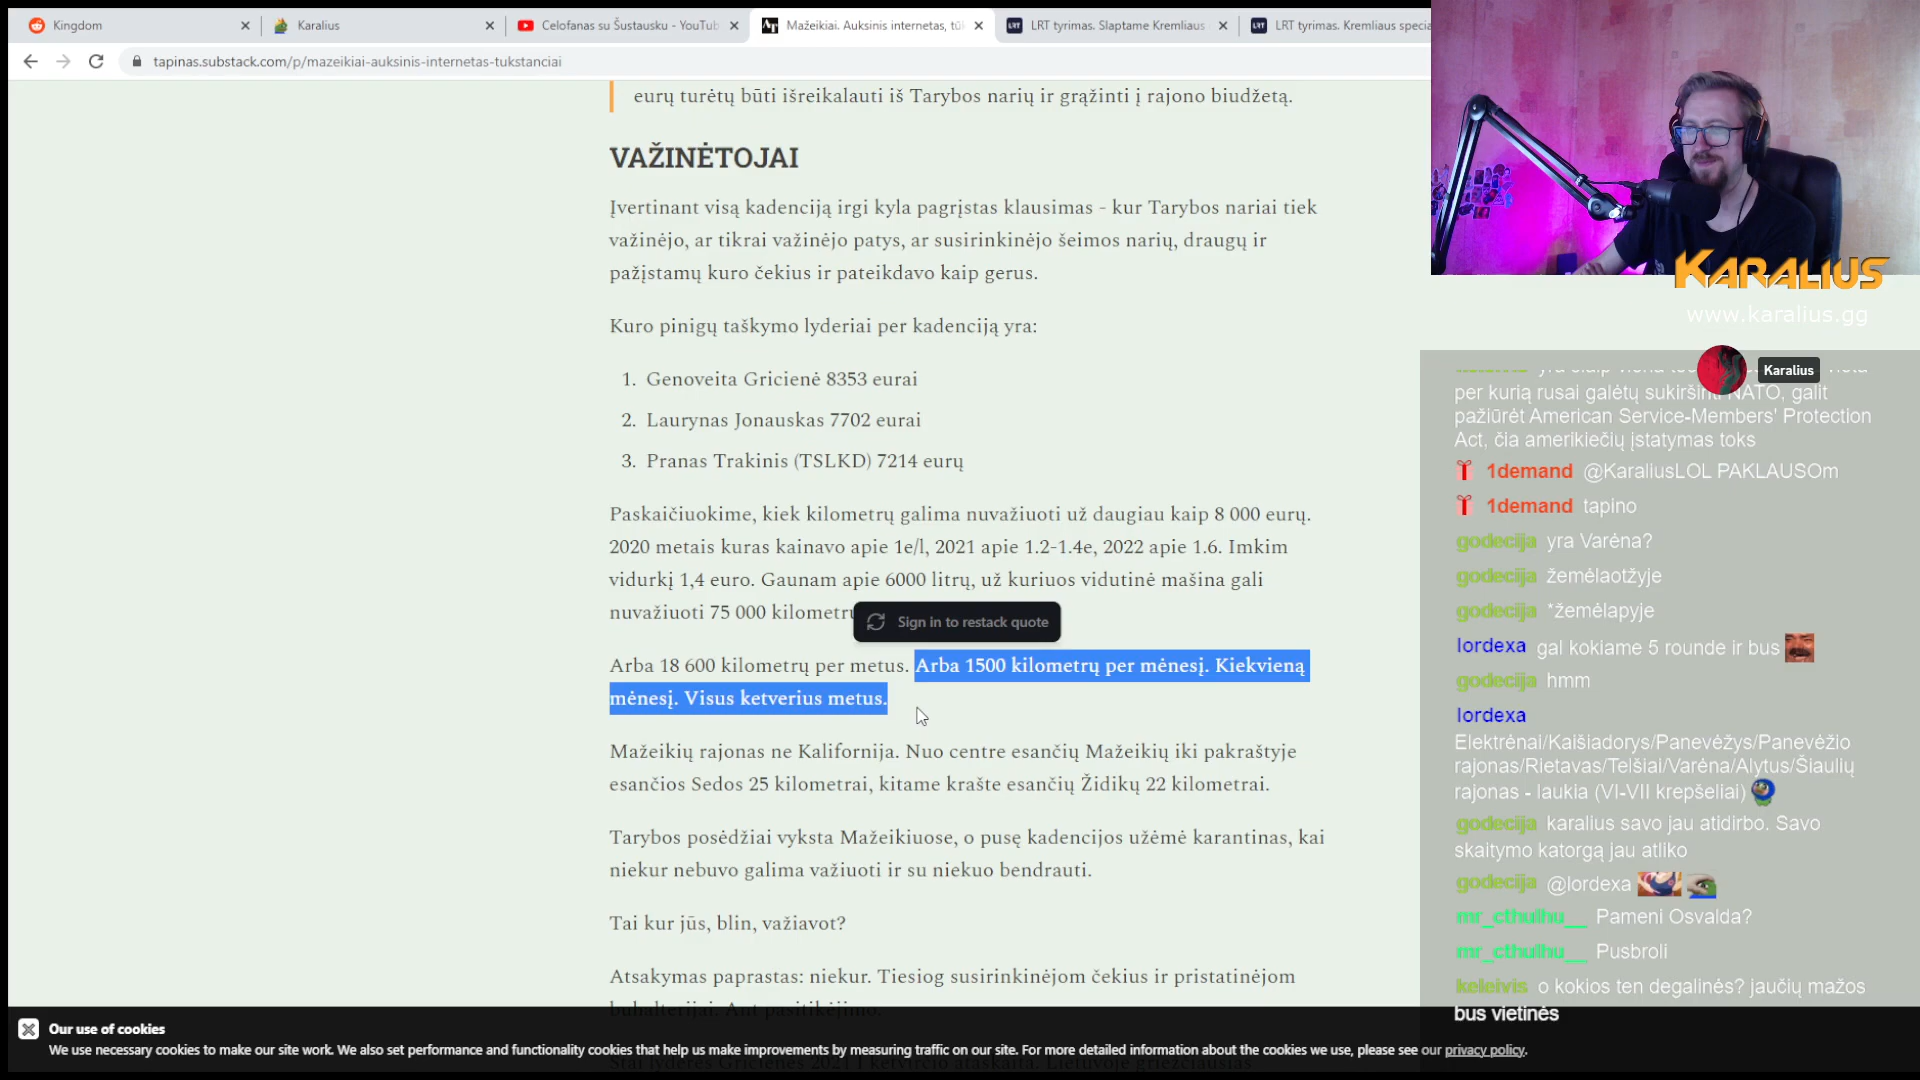 Kingdom
Karalius
Celofanas su Šustausku - YouTub
Mažeikiai. Auksinis internetas, tūk
LRT tyrimas. Slaptame Kremliaus
LRT tyrimas. Kremliaus specia
tapinas.substack.com/p/mazeikiai-auksinis-internetas-tukstanciai
eurų turėtų būti išreikalauti iš Tarybos narių ir grąžinti į rajono biudžetą.
VAŽINĖTOJAI
Įvertinant visą kadenciją irgi kyla pagrįstas klausimas - kur Tarybos nariai tiek
važinėjo, ar tikrai važinėjo patys, ar susirinkinėjo šeimos narių, draugų ir
pažįstamų kuro čekius ir pateikdavo kaip gerus.
Kuro pinigų taškymo lyderiai per kadenciją yra:
1. Genoveita Gricienė 8353 eurai
2. Laurynas Jonauskas 7702 eurai
3. Pranas Trakinis (TSLKD) 7214 eurų
Paskaičiuokime, kiek kilometrų galima nuvažiuoti už daugiau kaip 8 000 eurų.
2020 metais kuras kainavo apie 1e/l, 2021 apie 1.2-1.4e, 2022 apie 1.6. Imkim
vidurkį 1,4 euro. Gaunam apie 6000 litrų, už kuriuos vidutinė mašina gali
nuvažiuoti 75 000 kilometrų
Sign in to restack quote
Arba 18 600 kilometrų per metus. Arba 1500 kilometrų per mėnesį. Kiekvieną
mėnesį. Visus ketverius metus.
Mažeikių rajonas ne Kalifornija. Nuo centre esančių Mažeikių iki pakraštyje
esančios Sedos 25 kilometrai, kitame krašte esančių Židikų 22 kilometrai.
Tarybos posėdžiai vyksta Mažeikiuose, o pusę kadencijos užėmė karantinas, kai
niekur nebuvo galima važiuoti ir su niekuo bendrauti.
Tai kur jūs, blin, važiavot?
Atsakymas paprastas: niekur. Tiesiog susirinkinėjom čekius ir pristatinėjom
buhalterijai. Ant pasitikėjimo.
Our use of cookies
We use necessary cookies to make our site work. We also set performance and functionality cookies that help us make improvements by measuring traffic on our site. For more detailed information about the cookies we use, please see our privacy policy.
KARALIUS
www.karalius.gg
Karalius
per kurią rusai galėtų sukiršinti NATO, galit
pažiūrėt American Service-Members' Protection
Act, čia amerikiečių įstatymas toks
1demand @KaraliusLOL PAKLAUSOm
1demand tapino
godecija yra Varėna?
godecija žemėlaotžyje
godecija *žemėlapyje
lordexa gal kokiame 5 rounde ir bus
godecija hmm
lordexa
Elektrėnai/Kaišiadorys/Panevėžys/Panevėžio
rajonas/Rietavas/Telšiai/Varėna/Alytus/Šiaulių
rajonas - laukia (VI-VII krepšeliai)
godecija karalius savo jau atidirbo. Savo
skaitymo katorgą jau atliko
godecija @lordexa
mr_cthulhu__ Pameni Osvalda?
mr_cthulhu__ Pusbroli
keleivis o kokios ten degalinės? jaučių mažos
bus vietinės